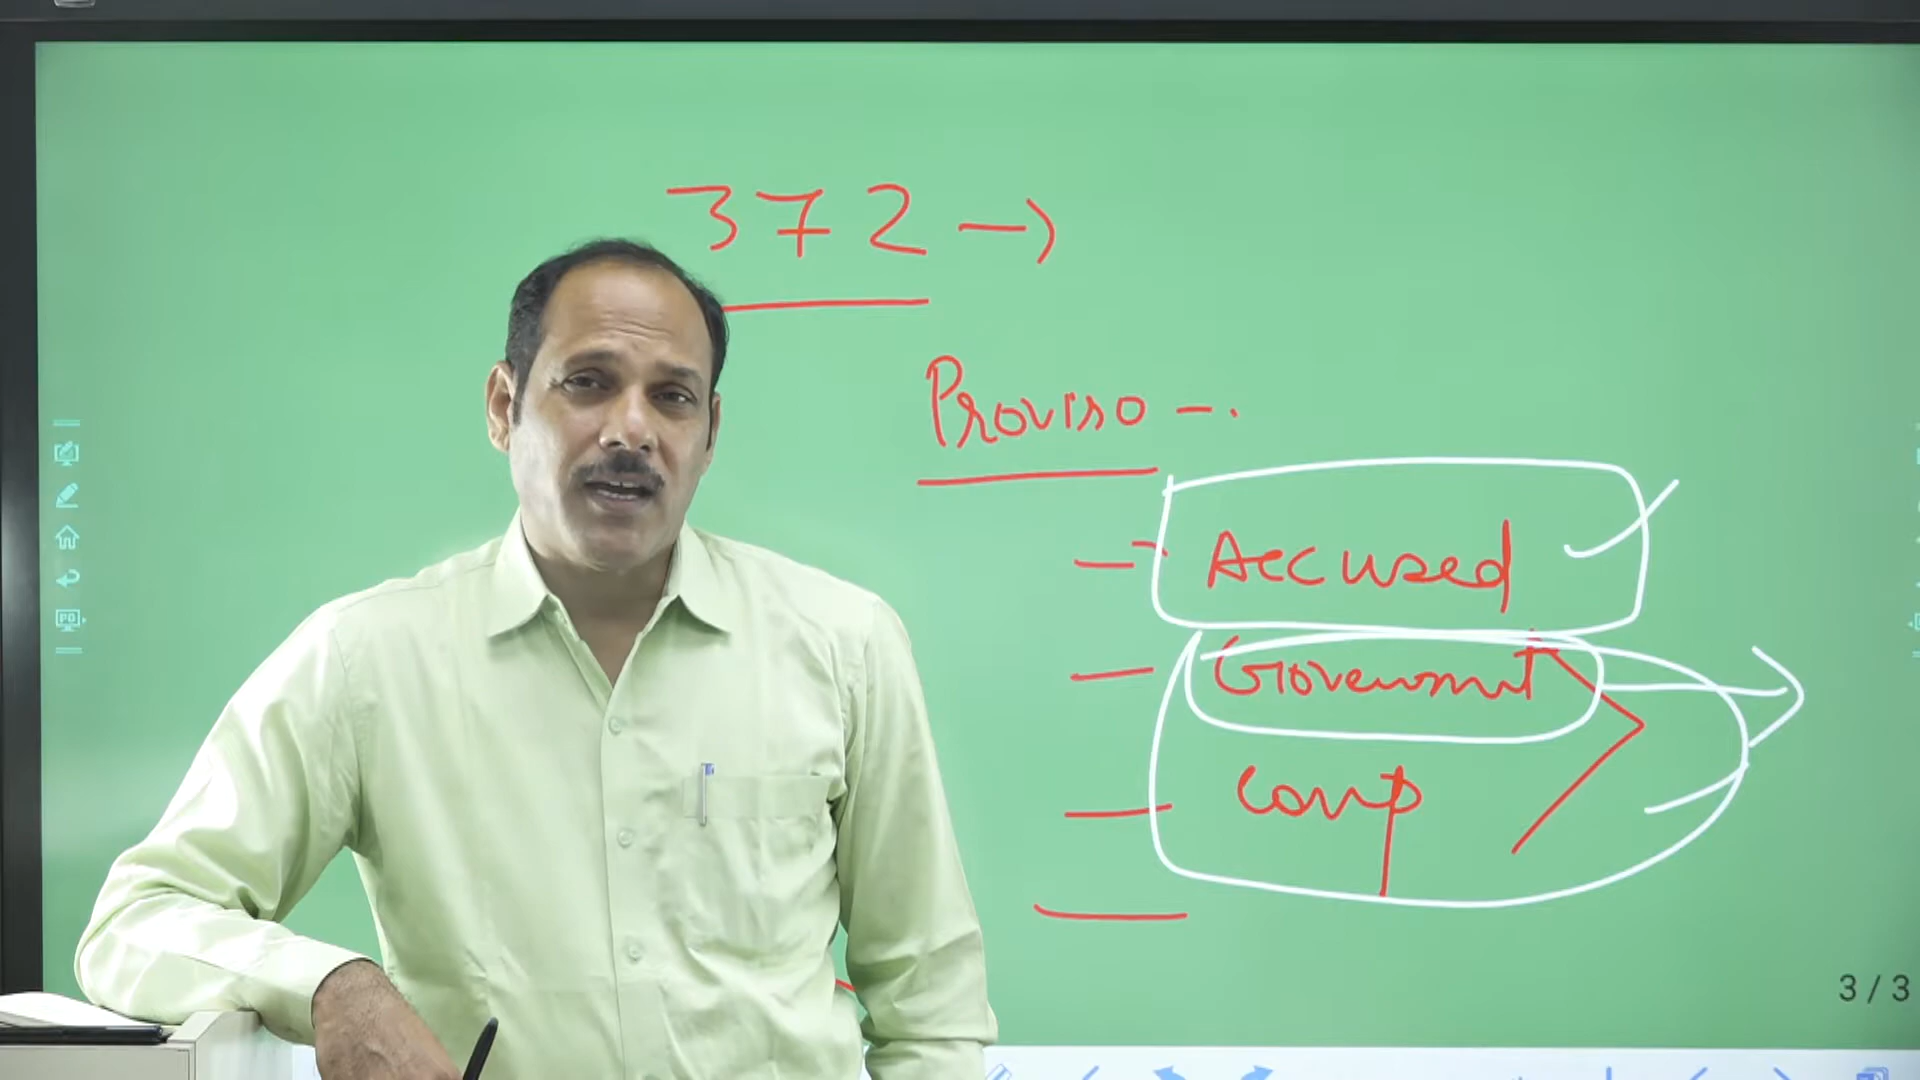 372 →
Proviso -.
- Accused
- Government
- Comp
3 / 3